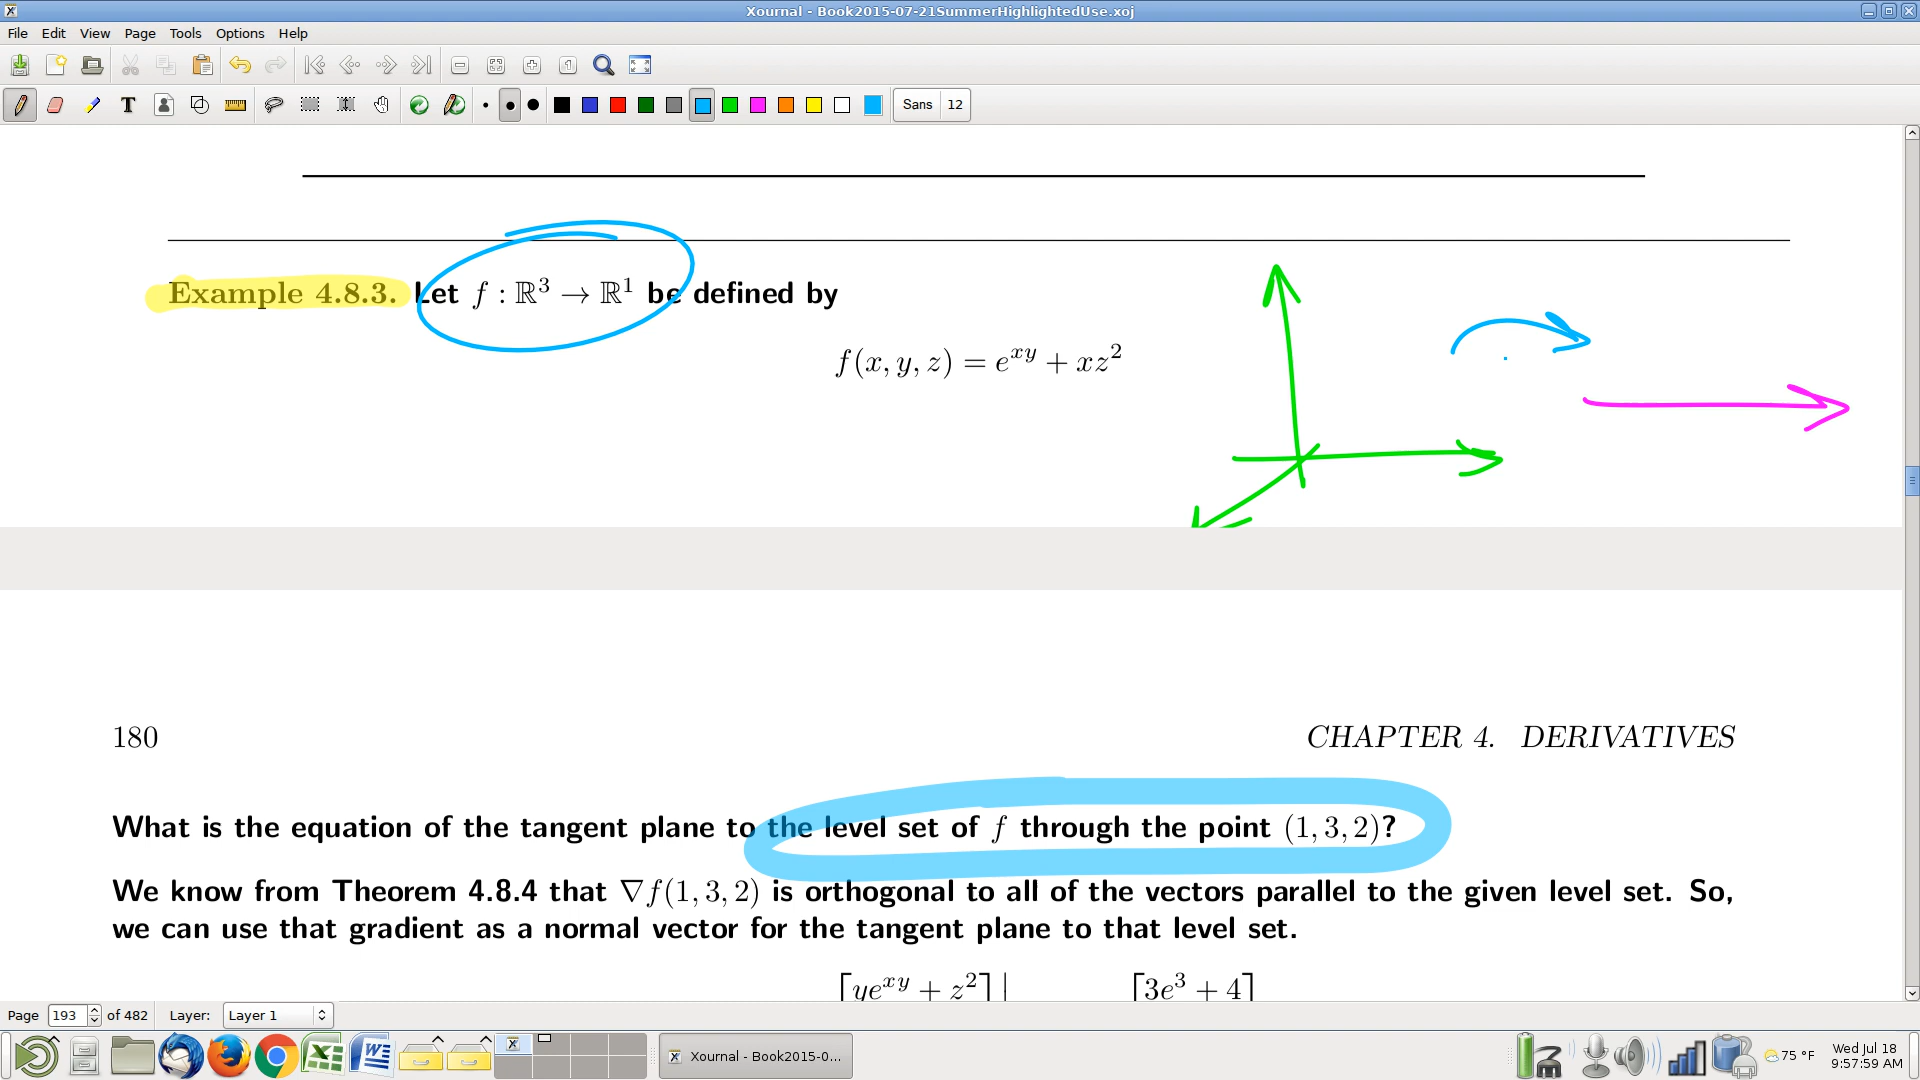 Xournal - Book2015-07-21SummerHighlightedUse.xoj
File Edit View Page Tools Options Help
Sans 12
Example 4.8.3. Let f : ℝ³ → ℝ¹ be defined by
f(x, y, z) = e^{xy} + xz²
180 CHAPTER 4. DERIVATIVES
What is the equation of the tangent plane to the level set of f through the point (1, 3, 2)?
We know from Theorem 4.8.4 that ∇f(1, 3, 2) is orthogonal to all of the vectors parallel to the given level set. So,
we can use that gradient as a normal vector for the tangent plane to that level set.
ye^{xy} + z² 3e³ + 4
Page 193 of 482 Layer: Layer 1
Xournal - Book2015-0...
75 °F
Wed Jul 18
9:57:59 AM